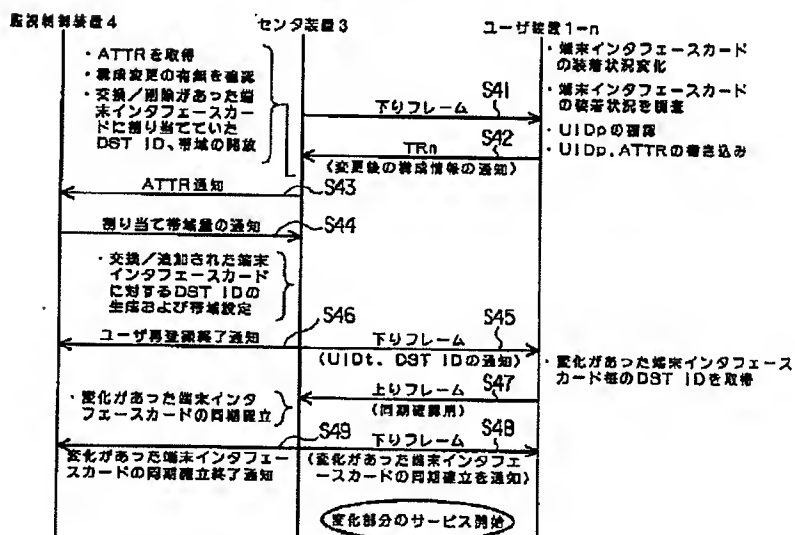 監視制御装置4
センタ装置3
ユーザ装置1-n
・ATTRを取得
・構成変更の有無を確認
・交換/削除があった端
末インタフェースカー
ドに割り当てていた
DST ID、帯域の開放
・端末インタフェースカード
の装着状況変化
・端末インタフェースカード
の装着状況を調査
・UIDpの確認
・UIDp,ATTRの書き込み
下りフレーム
S41
S42
TRn
(変更後の構成情報の通知)
ATTR通知
S43
割り当て帯域量の通知
S44
・交換/追加された端末
インタフェースカード
に対するDST IDの
生成および帯域設定
S46
ユーザ再登録終了通知
S45
下りフレーム
(UIDt、DST IDの通知)
・変化があった端末インタフェース
カード毎のDST IDを取得
S47
上りフレーム
(同期確認用)
・変化があった端末インタ
フェースカードの同期確立
S49
S48
下りフレーム
変化があった端末インタフェー
スカードの同期確立終了通知
(変化があった端末インタフェ
ースカードの同期確立を通知)
変化部分のサービス開始